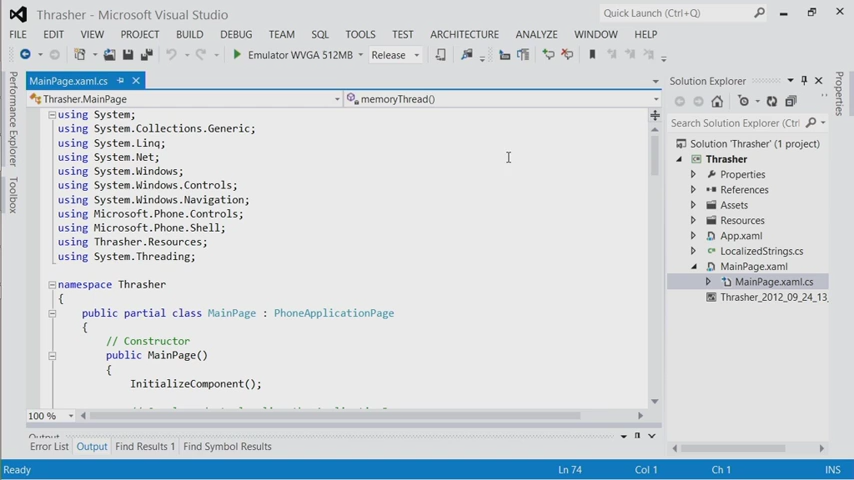 Thrasher - Microsoft Visual Studio
Quick Launch (Ctrl+Q)
FILE EDIT VIEW PROJECT BUILD DEBUG TEAM SQL TOOLS TEST ARCHITECTURE ANALYZE WINDOW HELP
Emulator WVGA 512MB Release
Performance Explorer
Toolbox
MainPage.xaml.cs
Thrasher.MainPage
memoryThread()
using System;
using System.Collections.Generic;
using System.Linq;
using System.Net;
using System.Windows;
using System.Windows.Controls;
using System.Windows.Navigation;
using Microsoft.Phone.Controls;
using Microsoft.Phone.Shell;
using Thrasher.Resources;
using System.Threading;
namespace Thrasher
{
public partial class MainPage : PhoneApplicationPage
{
// Constructor
public MainPage()
{
InitializeComponent();
100 %
Output
Error List Output Find Results 1 Find Symbol Results
Solution Explorer
Search Solution Explorer (Ctrl
Solution 'Thrasher' (1 project)
Thrasher
Properties
References
Assets
Resources
App.xaml
LocalizedStrings.cs
MainPage.xaml
MainPage.xaml.cs
Thrasher_2012_09_24_13_
Properties
Ready Ln 74 Col 1 Ch 1 INS